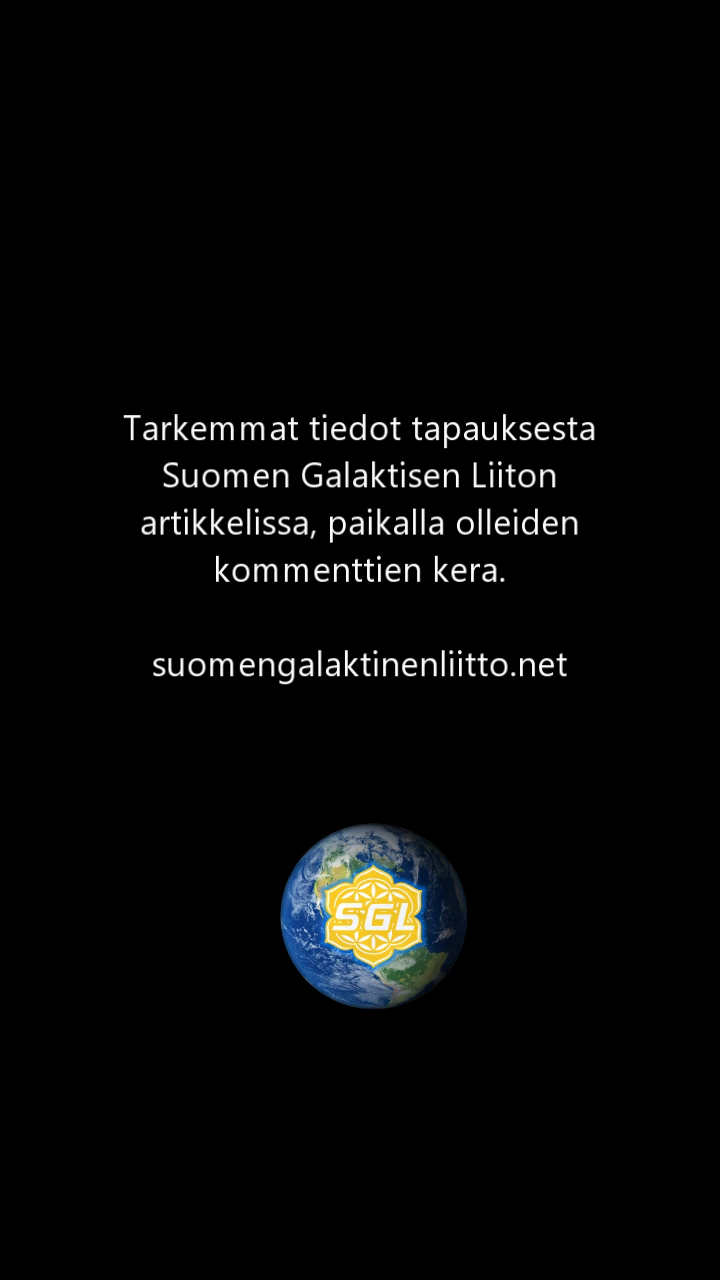 Tarkemmat tiedot tapauksesta
Suomen Galaktisen Liiton
artikkelissa, paikalla olleiden
kommenttien kera.
suomengalaktinenliitto.net
SGL